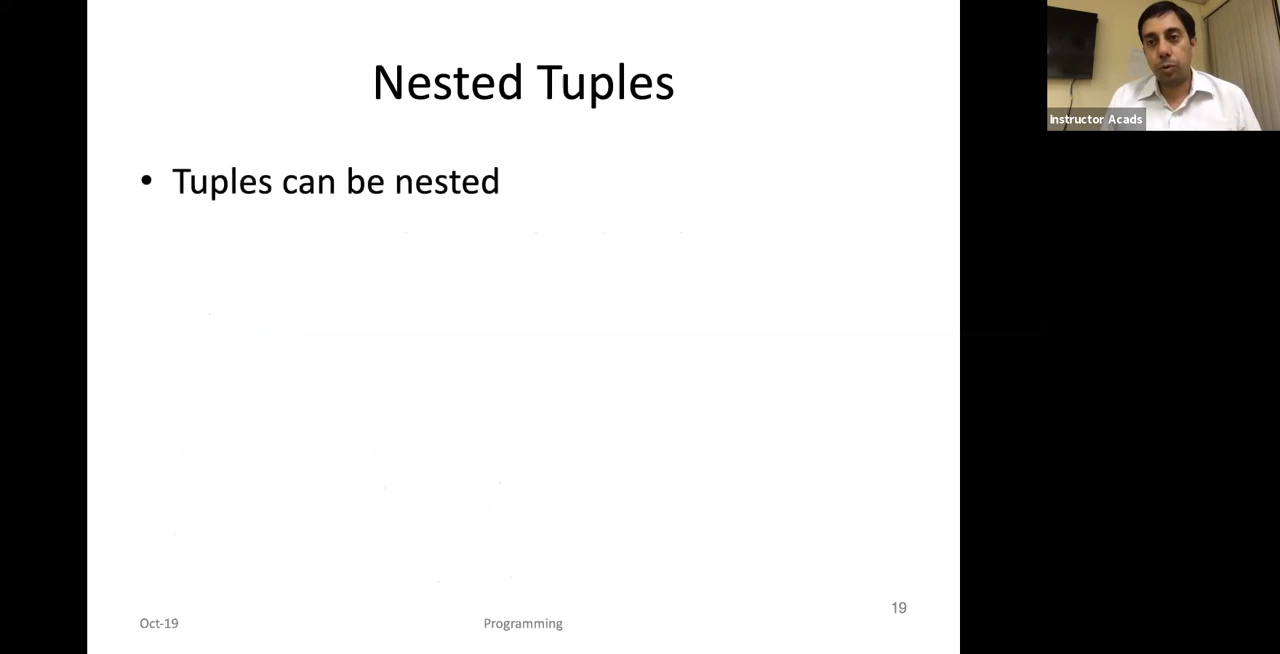 Nested Tuples
Instructor Acads
• Tuples can be nested
Oct-19
Programming
19